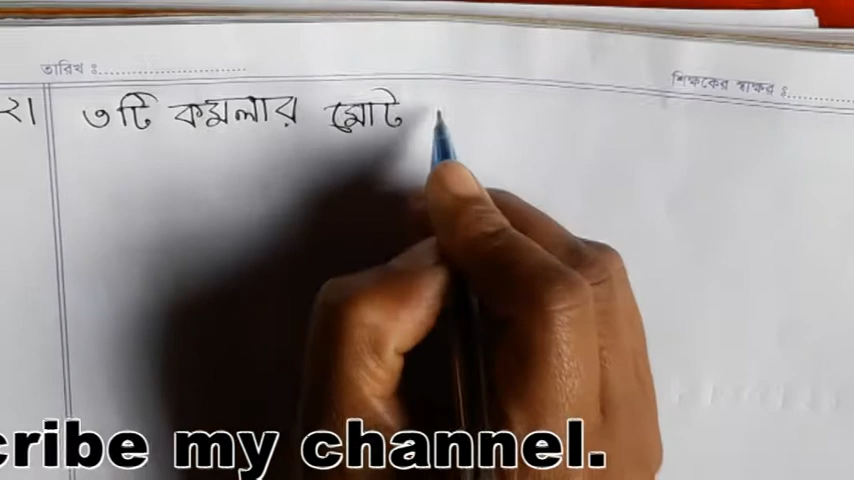 তারিখ ঃ
শিক্ষকের স্বাক্ষর ঃ
২। ৩টি কমলার মোট
cribe my channel.